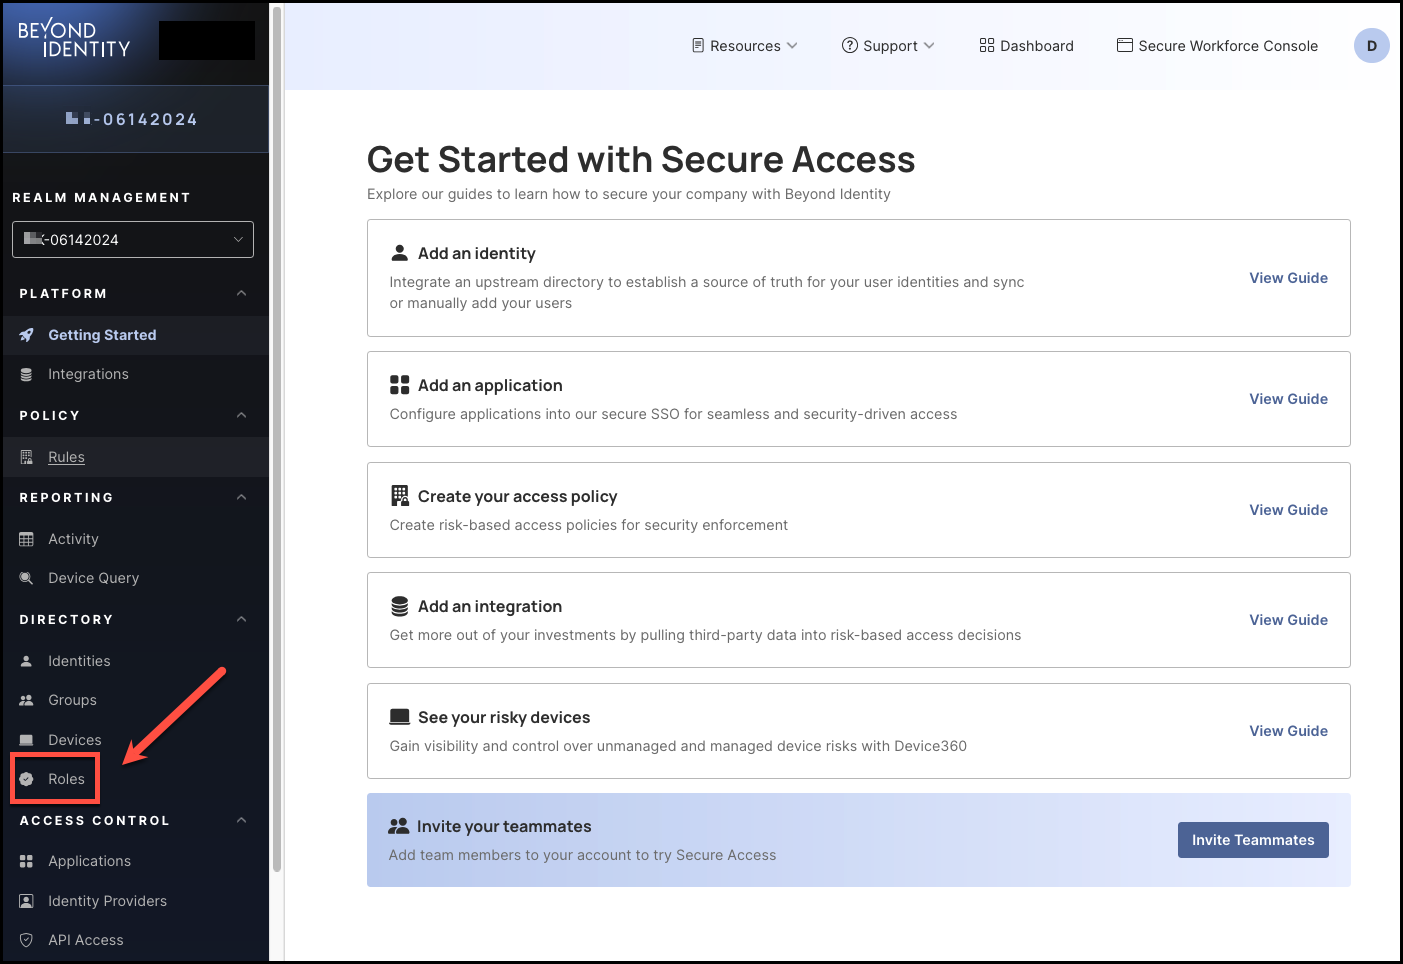 BEYOND
IDENTITY
-06142024
REALM MANAGEMENT
-06142024
PLATFORM
Getting Started
Integrations
POLICY
Rules
REPORTING
Activity
Device Query
DIRECTORY
Identities
Groups
Devices
Roles
ACCESS CONTROL
Applications
Identity Providers
API Access
Resources
Support
Dashboard
Secure Workforce Console
D
Get Started with Secure Access
Explore our guides to learn how to secure your company with Beyond Identity
Add an identity
Integrate an upstream directory to establish a source of truth for your user identities and sync
or manually add your users
View Guide
Add an application
Configure applications into our secure SSO for seamless and security-driven access
View Guide
Create your access policy
Create risk-based access policies for security enforcement
View Guide
Add an integration
Get more out of your investments by pulling third-party data into risk-based access decisions
View Guide
See your risky devices
Gain visibility and control over unmanaged and managed device risks with Device360
View Guide
Invite your teammates
Add team members to your account to try Secure Access
Invite Teammates